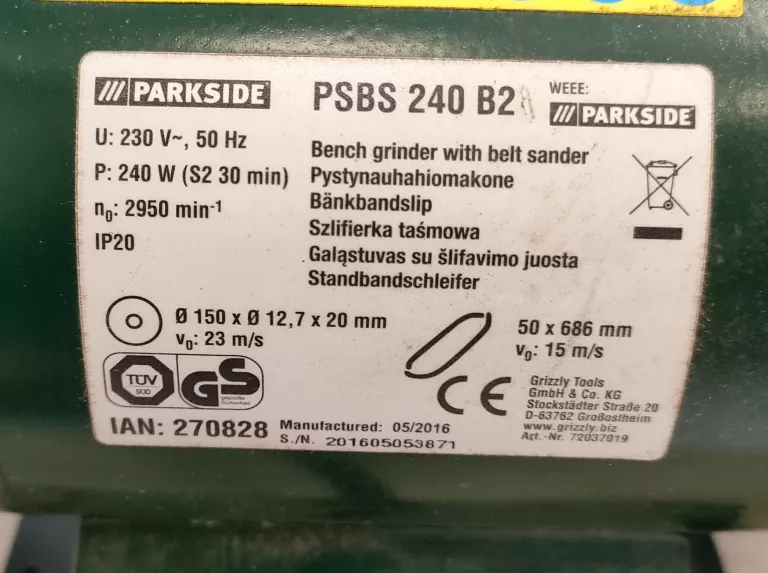 PARKSIDE
PSBS 240 B2
WEEE:
PARKSIDE
U: 230 V~, 50 Hz
P: 240 W (S2 30 min)
n0: 2950 min-1
IP20
Bench grinder with belt sander
Pystynauhahiomakone
Bänkbandslip
Szlifierka taśmowa
Galąstuvas su šlifavimo juosta
Standbandschleifer
Ø 150 x Ø 12,7 x 20 mm
v0: 23 m/s
50 x 686 mm
v0: 15 m/s
TÜV
SÜD
GS
geprüfte
Sicherheit
CE
Grizzly Tools
GmbH & Co. KG
Stockstädter Straße 20
D-63762 Großostheim
www.grizzly.biz
Art.-Nr. 72037019
IAN: 270828
Manufactured: 05/2016
S./N. 201605053871